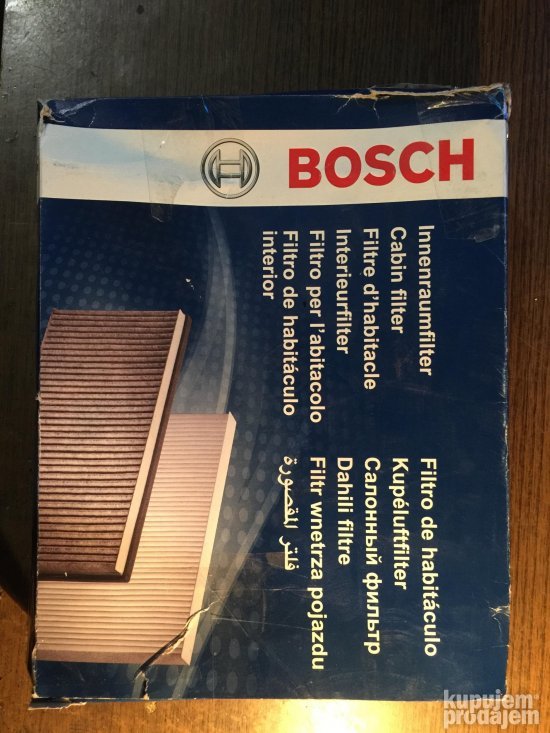 BOSCH
Innenraumfilter
Cabin filter
Filtre d'habitacle
Interieurfilter
Filtro per l'abitacolo
Filtro de habitáculo
interior
Filtro de habitáculo
Kupéluftfilter
Салонный фильтр
Dahili filtre
Filtr wnetrza pojazdu
فلتر المقصورة
kupujem
prodajem